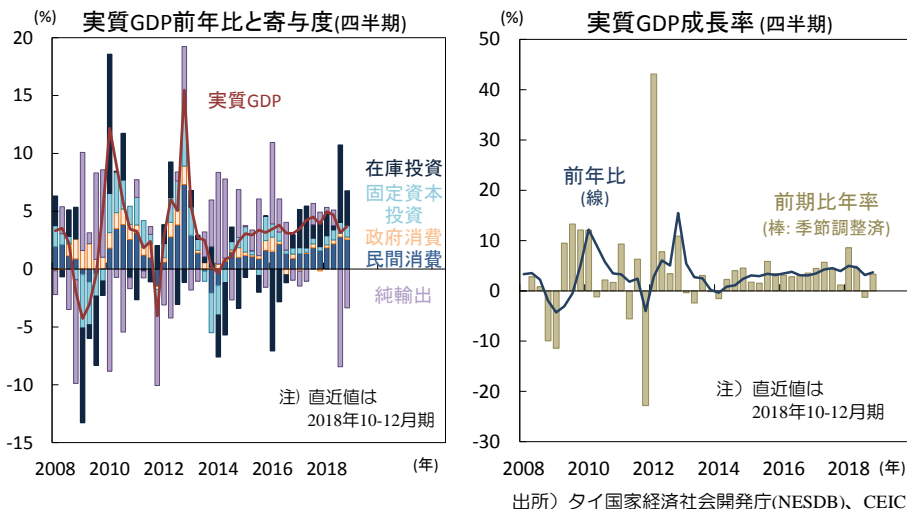 実質GDP前年比と寄与度(四半期)
(%)
20
15
10
5
0
-5
-10
-15
実質GDP
在庫投資
固定資本
投資
政府消費
民間消費
純輸出
注）直近値は
2018年10-12月期
2008
2010
2012
2014
2016
2018
(年)
実質GDP成長率 (四半期)
(%)
50
40
30
20
10
0
-10
-20
-30
前年比
(線)
前期比年率
(棒: 季節調整済)
注）直近値は
2018年10-12月期
2008
2010
2012
2014
2016
2018
(年)
出所）タイ国家経済社会開発庁(NESDB)、CEIC